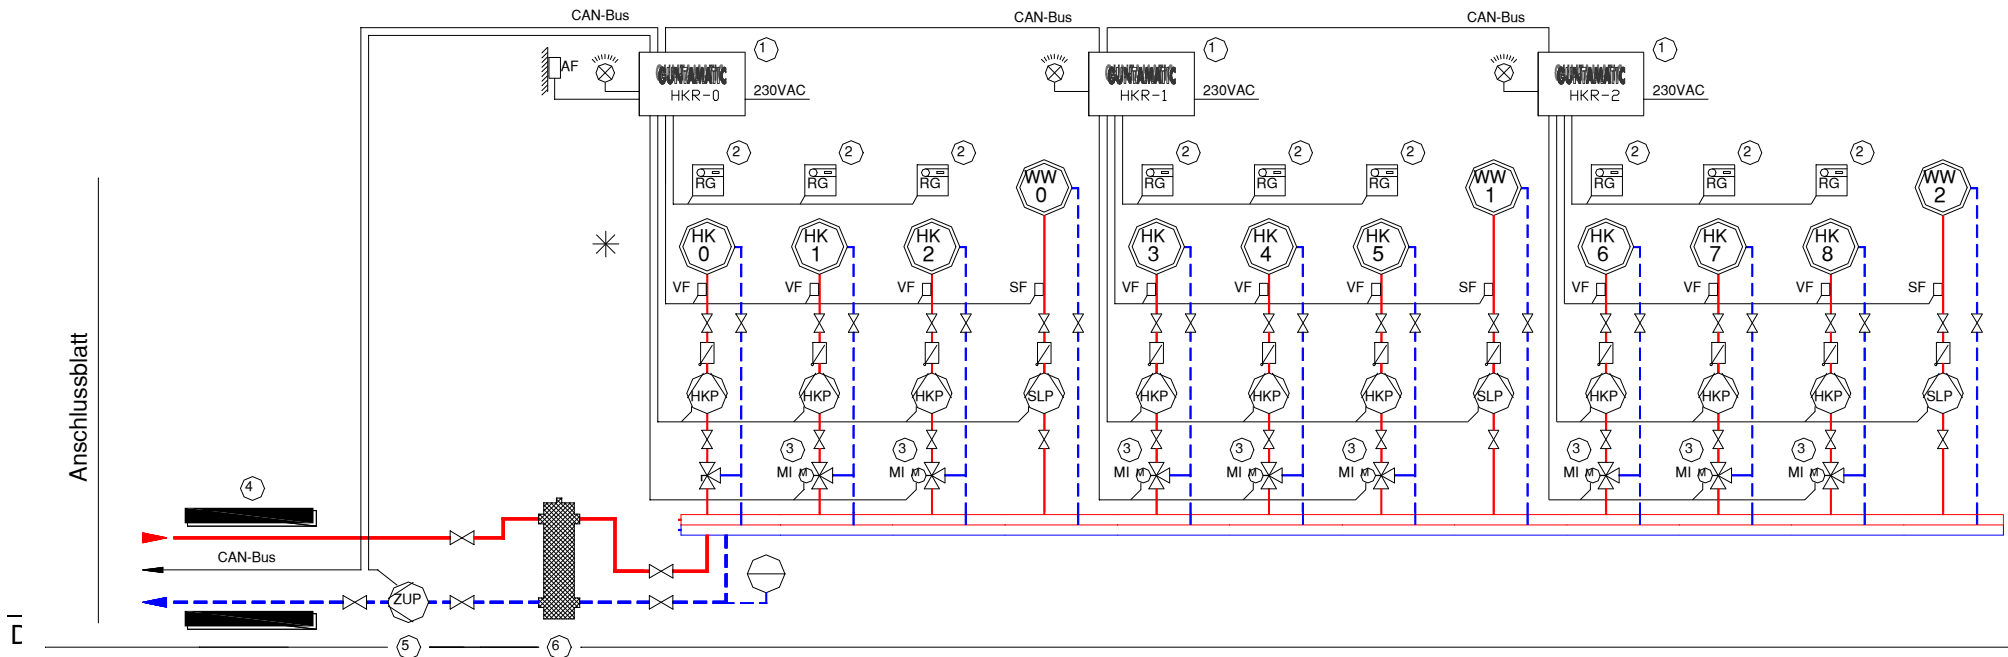 CAN-Bus CAN-Bus CAN-Bus
1 1 1
AF
GUNTAMATIC GUNTAMATIC GUNTAMATIC
230VAC 230VAC 230VAC
HKR-0 HKR-1 HKR-2
2 2 2 2 2 2 2 2 2
RG RG RG RG RG RG RG RG RG
WW 0 WW 1 WW 2
HK 0 HK 1 HK 2 HK 3 HK 4 HK 5 HK 6 HK 7 HK 8
VF VF VF SF VF VF VF SF VF VF VF SF
HKP HKP HKP SLP HKP HKP HKP SLP HKP HKP HKP SLP
3 3 3 3 3 3 3 3
MI M MI M MI M MI M MI M MI M MI M MI M
Anschlussblatt
4
CAN-Bus
ZUP
5 6